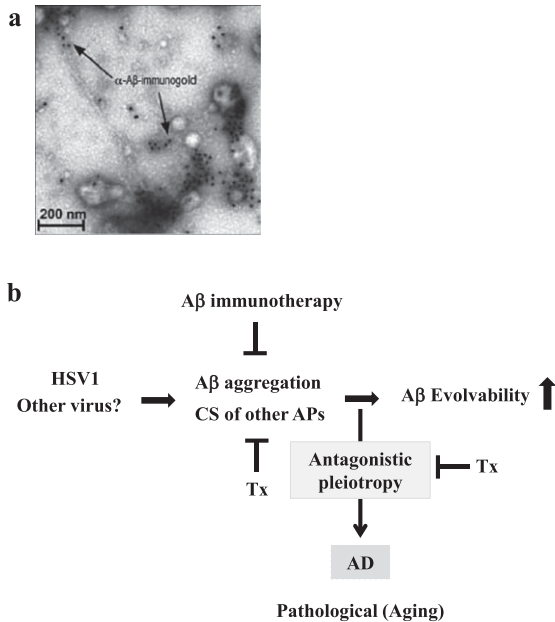 a
α-Aβ-immunogold
200 nm
b
Aβ immunotherapy
HSV1
Other virus?
Aβ aggregation
CS of other APs
Aβ Evolvability
Tx
Antagonistic
pleiotropy
Tx
AD
Pathological (Aging)